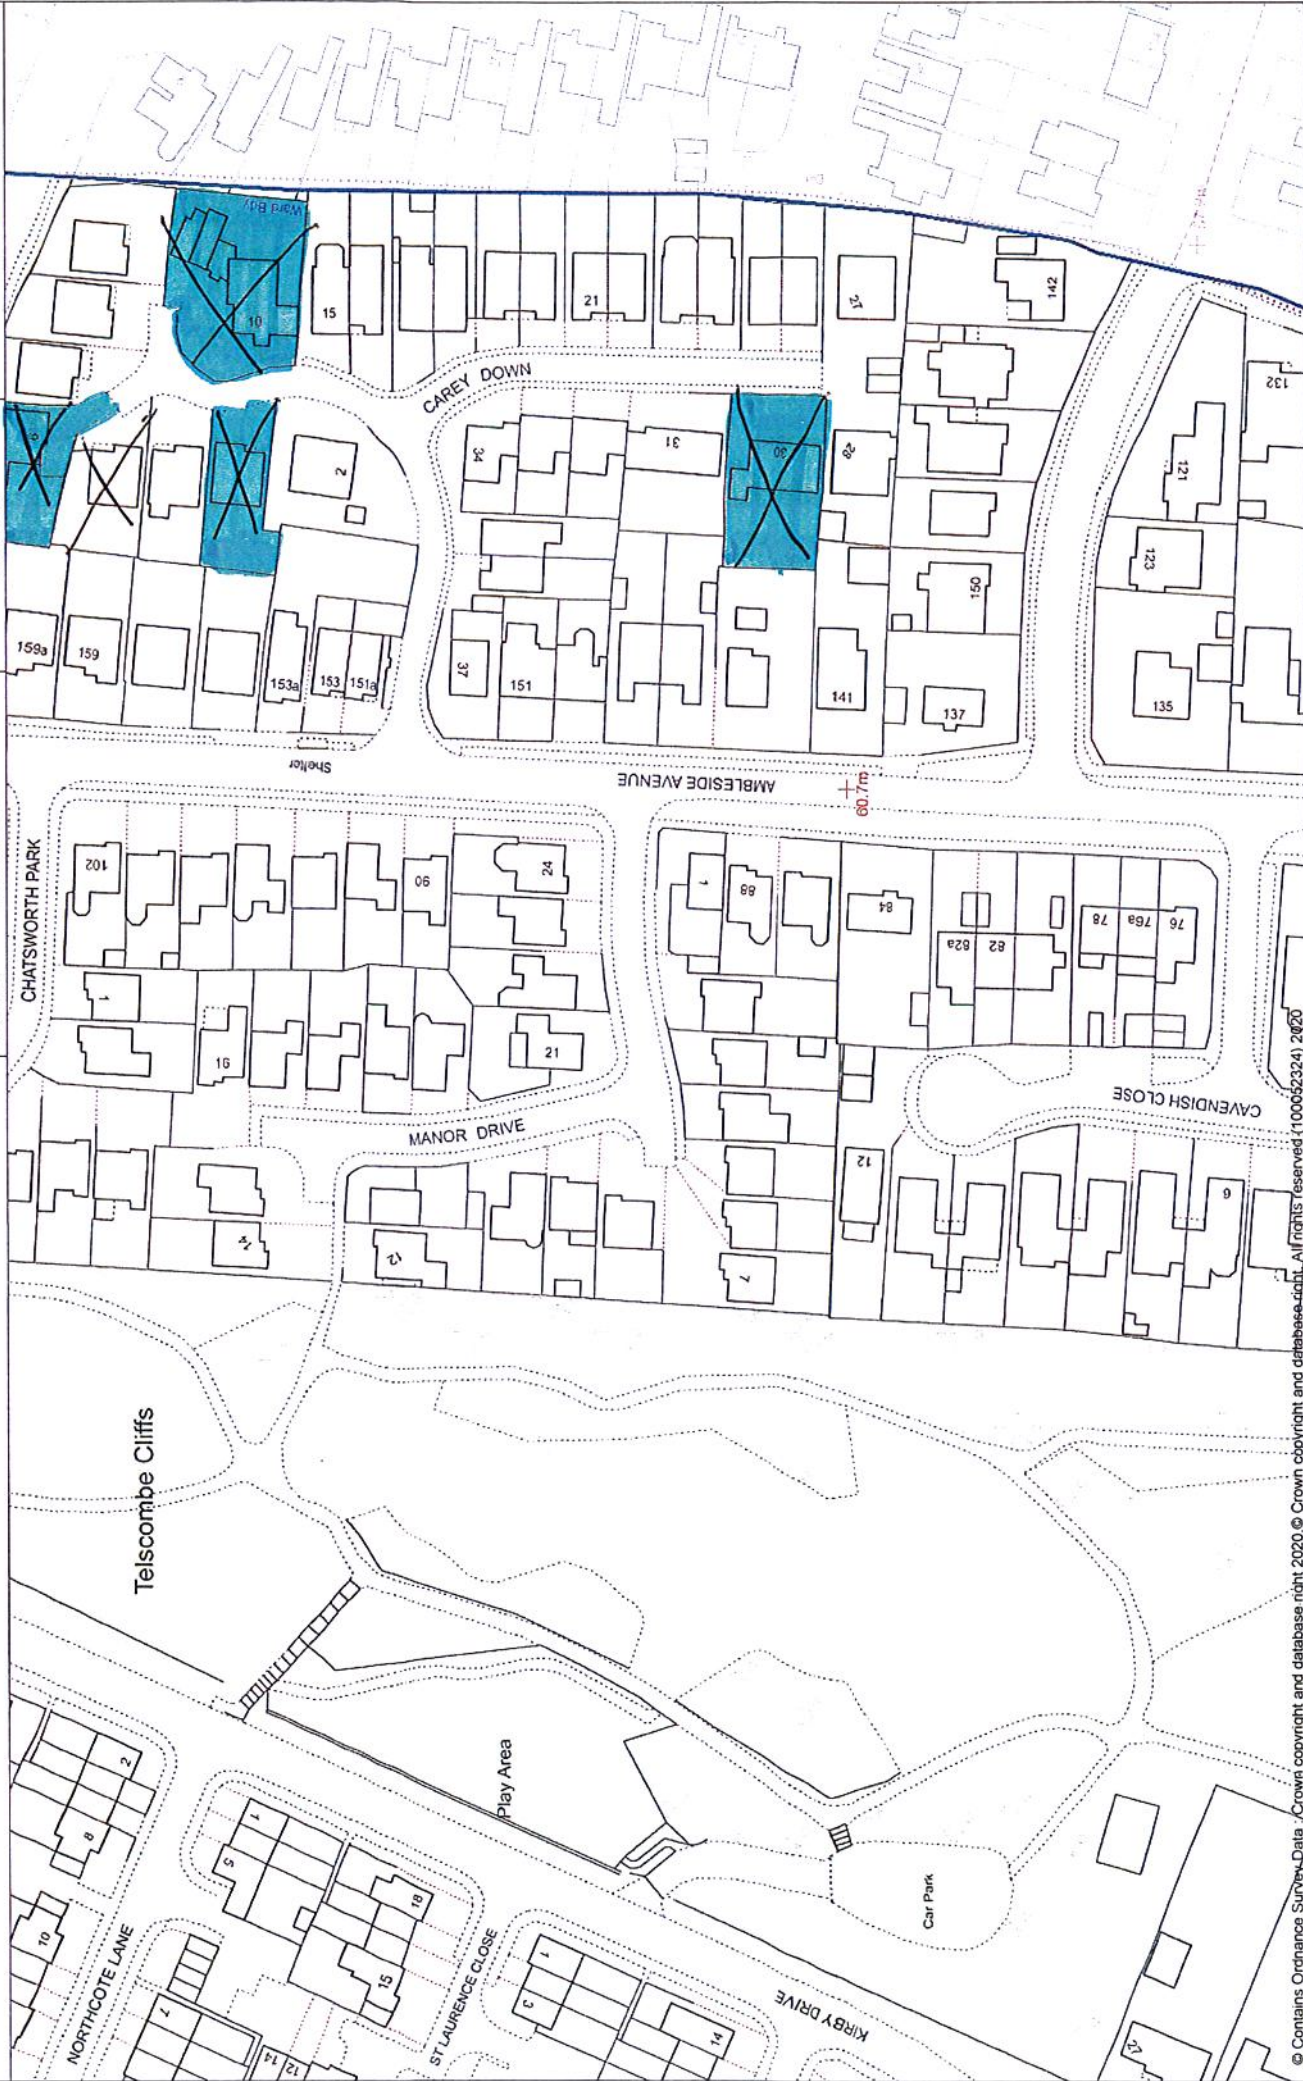 Ward Bdy
10
15
21
27
142
132
CAREY DOWN
9
2
34
31
30
29
121
123
150
159a
159
153a
153
151a
37
151
141
137
135
Shelter
AMBLESIDE AVENUE
60.7m
CHATSWORTH PARK
102
90
24
1
88
84
82a
82
78
76a
76
1
16
21
MANOR DRIVE
CAVENDISH CLOSE
12
12
7
6
Telscombe Cliffs
Play Area
Car Park
2
8
10
1
5
18
15
NORTHCOTE LANE
7
14
12
ST LAURENCE CLOSE
1
3
14
KIRBY DRIVE
© Contains Ordnance Survey Data : Crown copyright and database right 2020 © Crown copyright and database right. All rights reserved (100052324) 2020